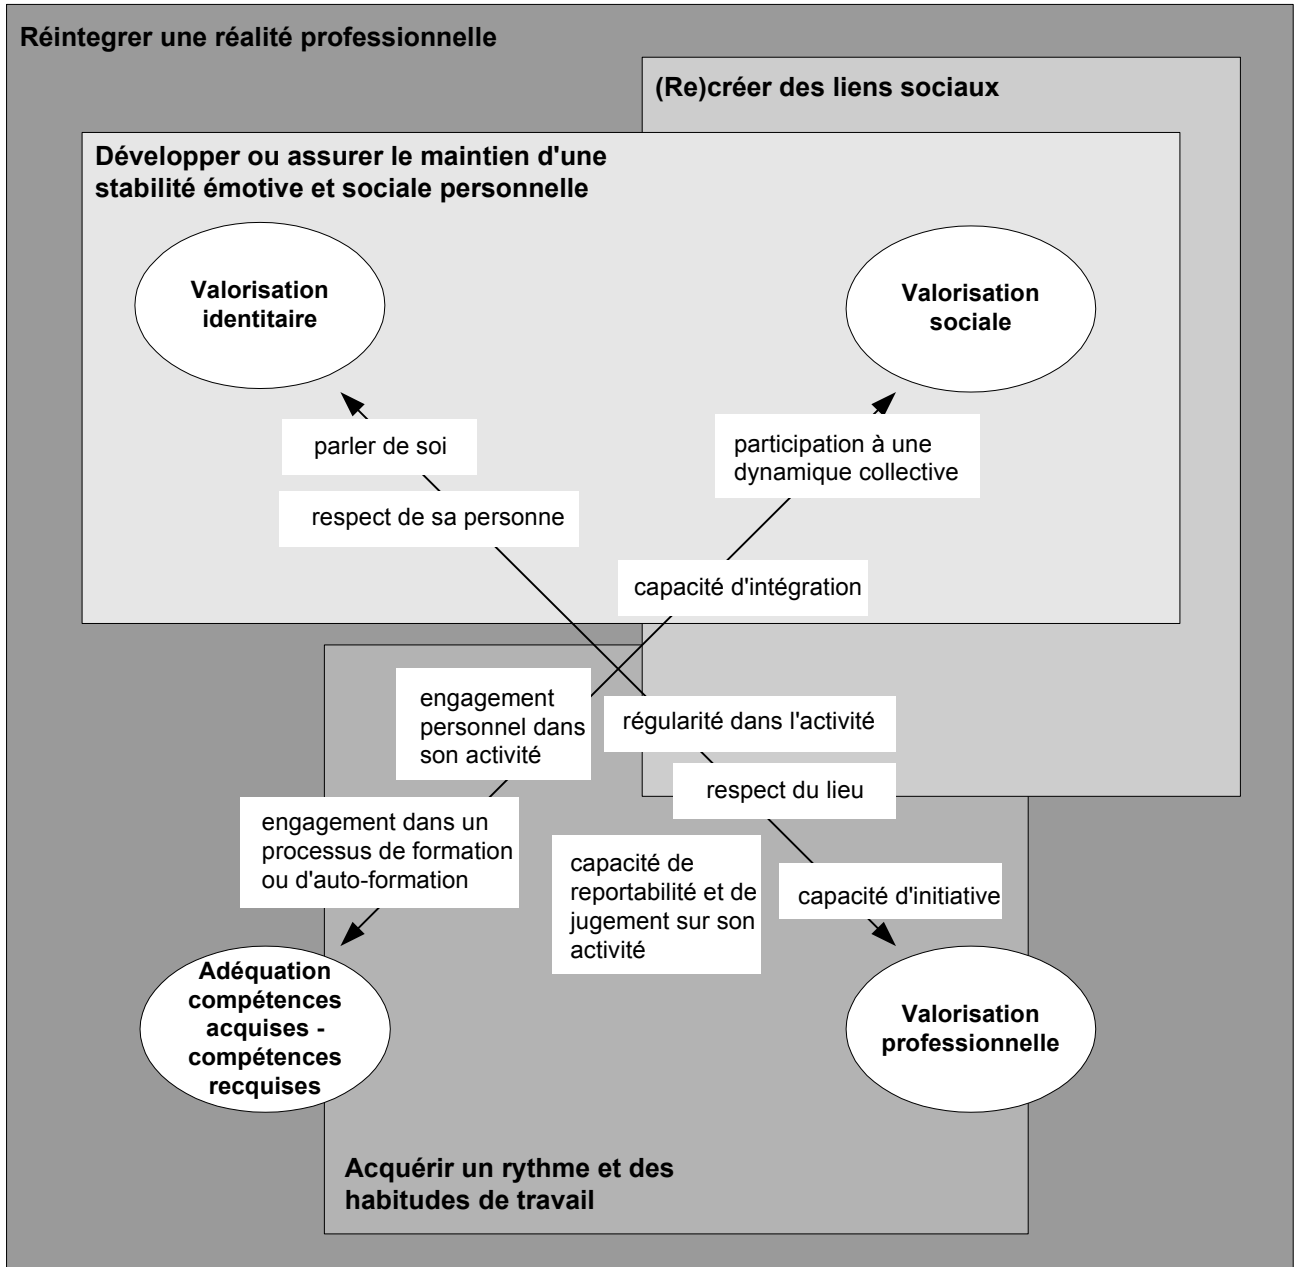 Réintegrer une réalité professionnelle
(Re)créer des liens sociaux
Développer ou assurer le maintien d'une
stabilité émotive et sociale personnelle
Valorisation
identitaire
Valorisation
sociale
parler de soi
participation à une
dynamique collective
respect de sa personne
capacité d'intégration
engagement
personnel dans
son activité
régularité dans l'activité
respect du lieu
engagement dans un
processus de formation
ou d'auto-formation
capacité de
reportabilité et de
jugement sur son
activité
capacité d'initiative
Adéquation
compétences
acquises -
compétences
recquises
Valorisation
professionnelle
Acquérir un rythme et des
habitudes de travail